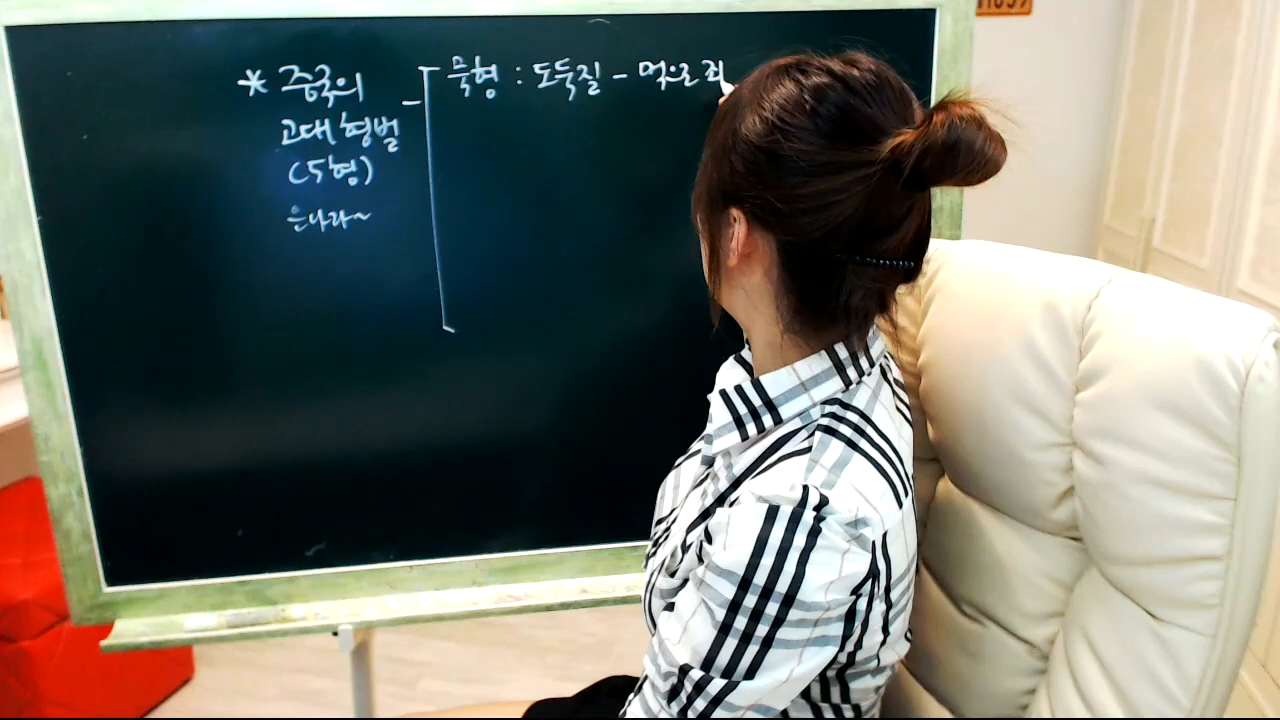 * 중국의
고대 형벌
(5형)
은나라~
묵형 : 도둑질 - 먹으로 죄